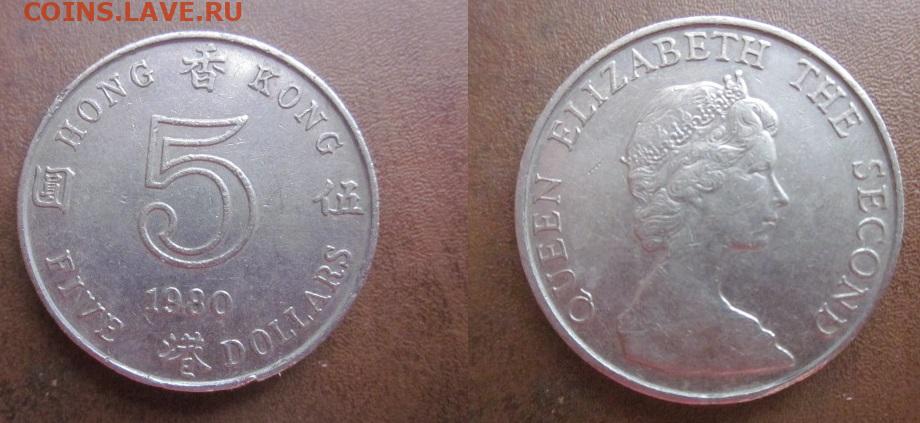 COINS.LAVE.RU
HONG 香 KONG
圓 5 伍
1980
FIVE 港 DOLLARS
QUEEN ELIZABETH THE SECOND